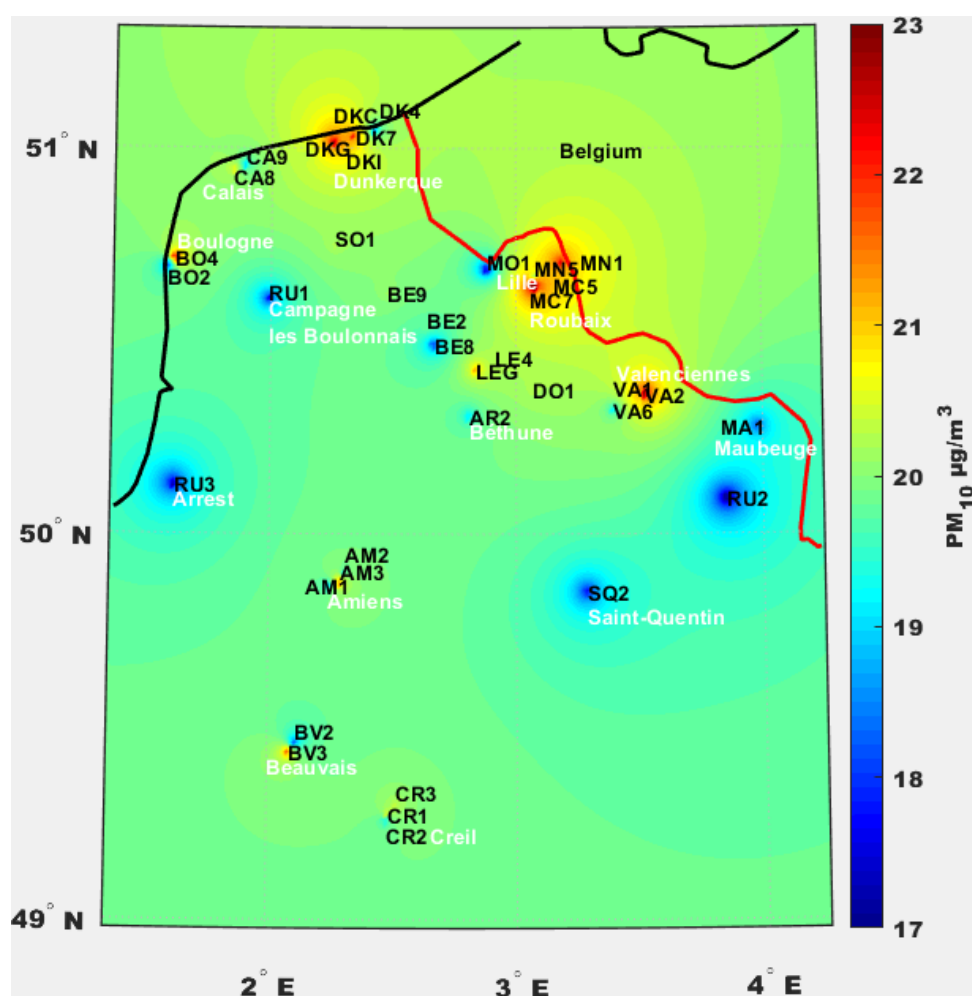 23
22
21
20
19
18
17
PM10 µg/m3
51° N
50° N
49° N
2° E
3° E
4° E
DKC
DK4
DK7
DKG
DKI
Dunkerque
Belgium
CA9
CA8
Calais
SO1
Boulogne
BO4
BO2
RU1
Campagne
les Boulonnais
MO1
Lille
MN5
MN1
MC5
MC7
Roubaix
BE9
BE2
BE8
LE4
LEG
DO1
Valenciennes
VA1
VA2
VA6
AR2
Bethune
MA1
Maubeuge
RU3
Arrest
RU2
AM2
AM3
AM1
Amiens
SQ2
Saint-Quentin
BV2
BV3
Beauvais
CR3
CR1
CR2 Creil